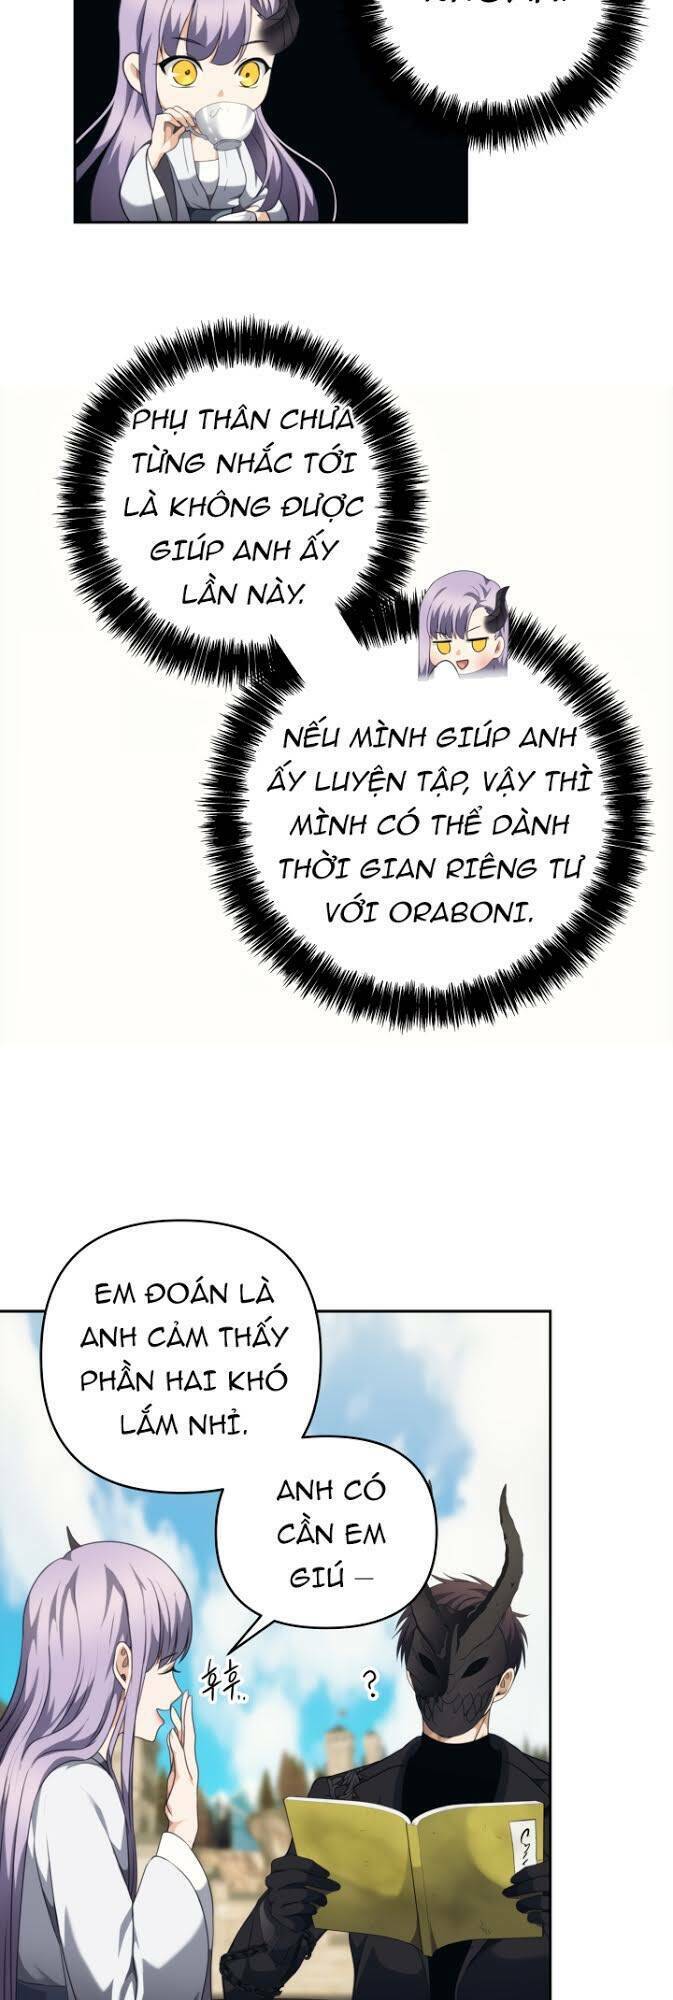 PHỤ THÂN CHƯA
TỪNG NHẮC TỚI
LÀ KHÔNG ĐƯỢC
GIÚP ANH ẤY
LẦN NÀY.
NẾU MÌNH GIÚP ANH
ẤY LUYỆN TẬP, VẬY THÌ
MÌNH CÓ THỂ DÀNH
THỜI GIAN RIÊNG TƯ
VỚI ORABONI.
EM ĐOÁN LÀ
ANH CẢM THẤY
PHẦN HAI KHÓ
LẮM NHỈ.
ANH CÓ
CẦN EM
GIÚ –
?